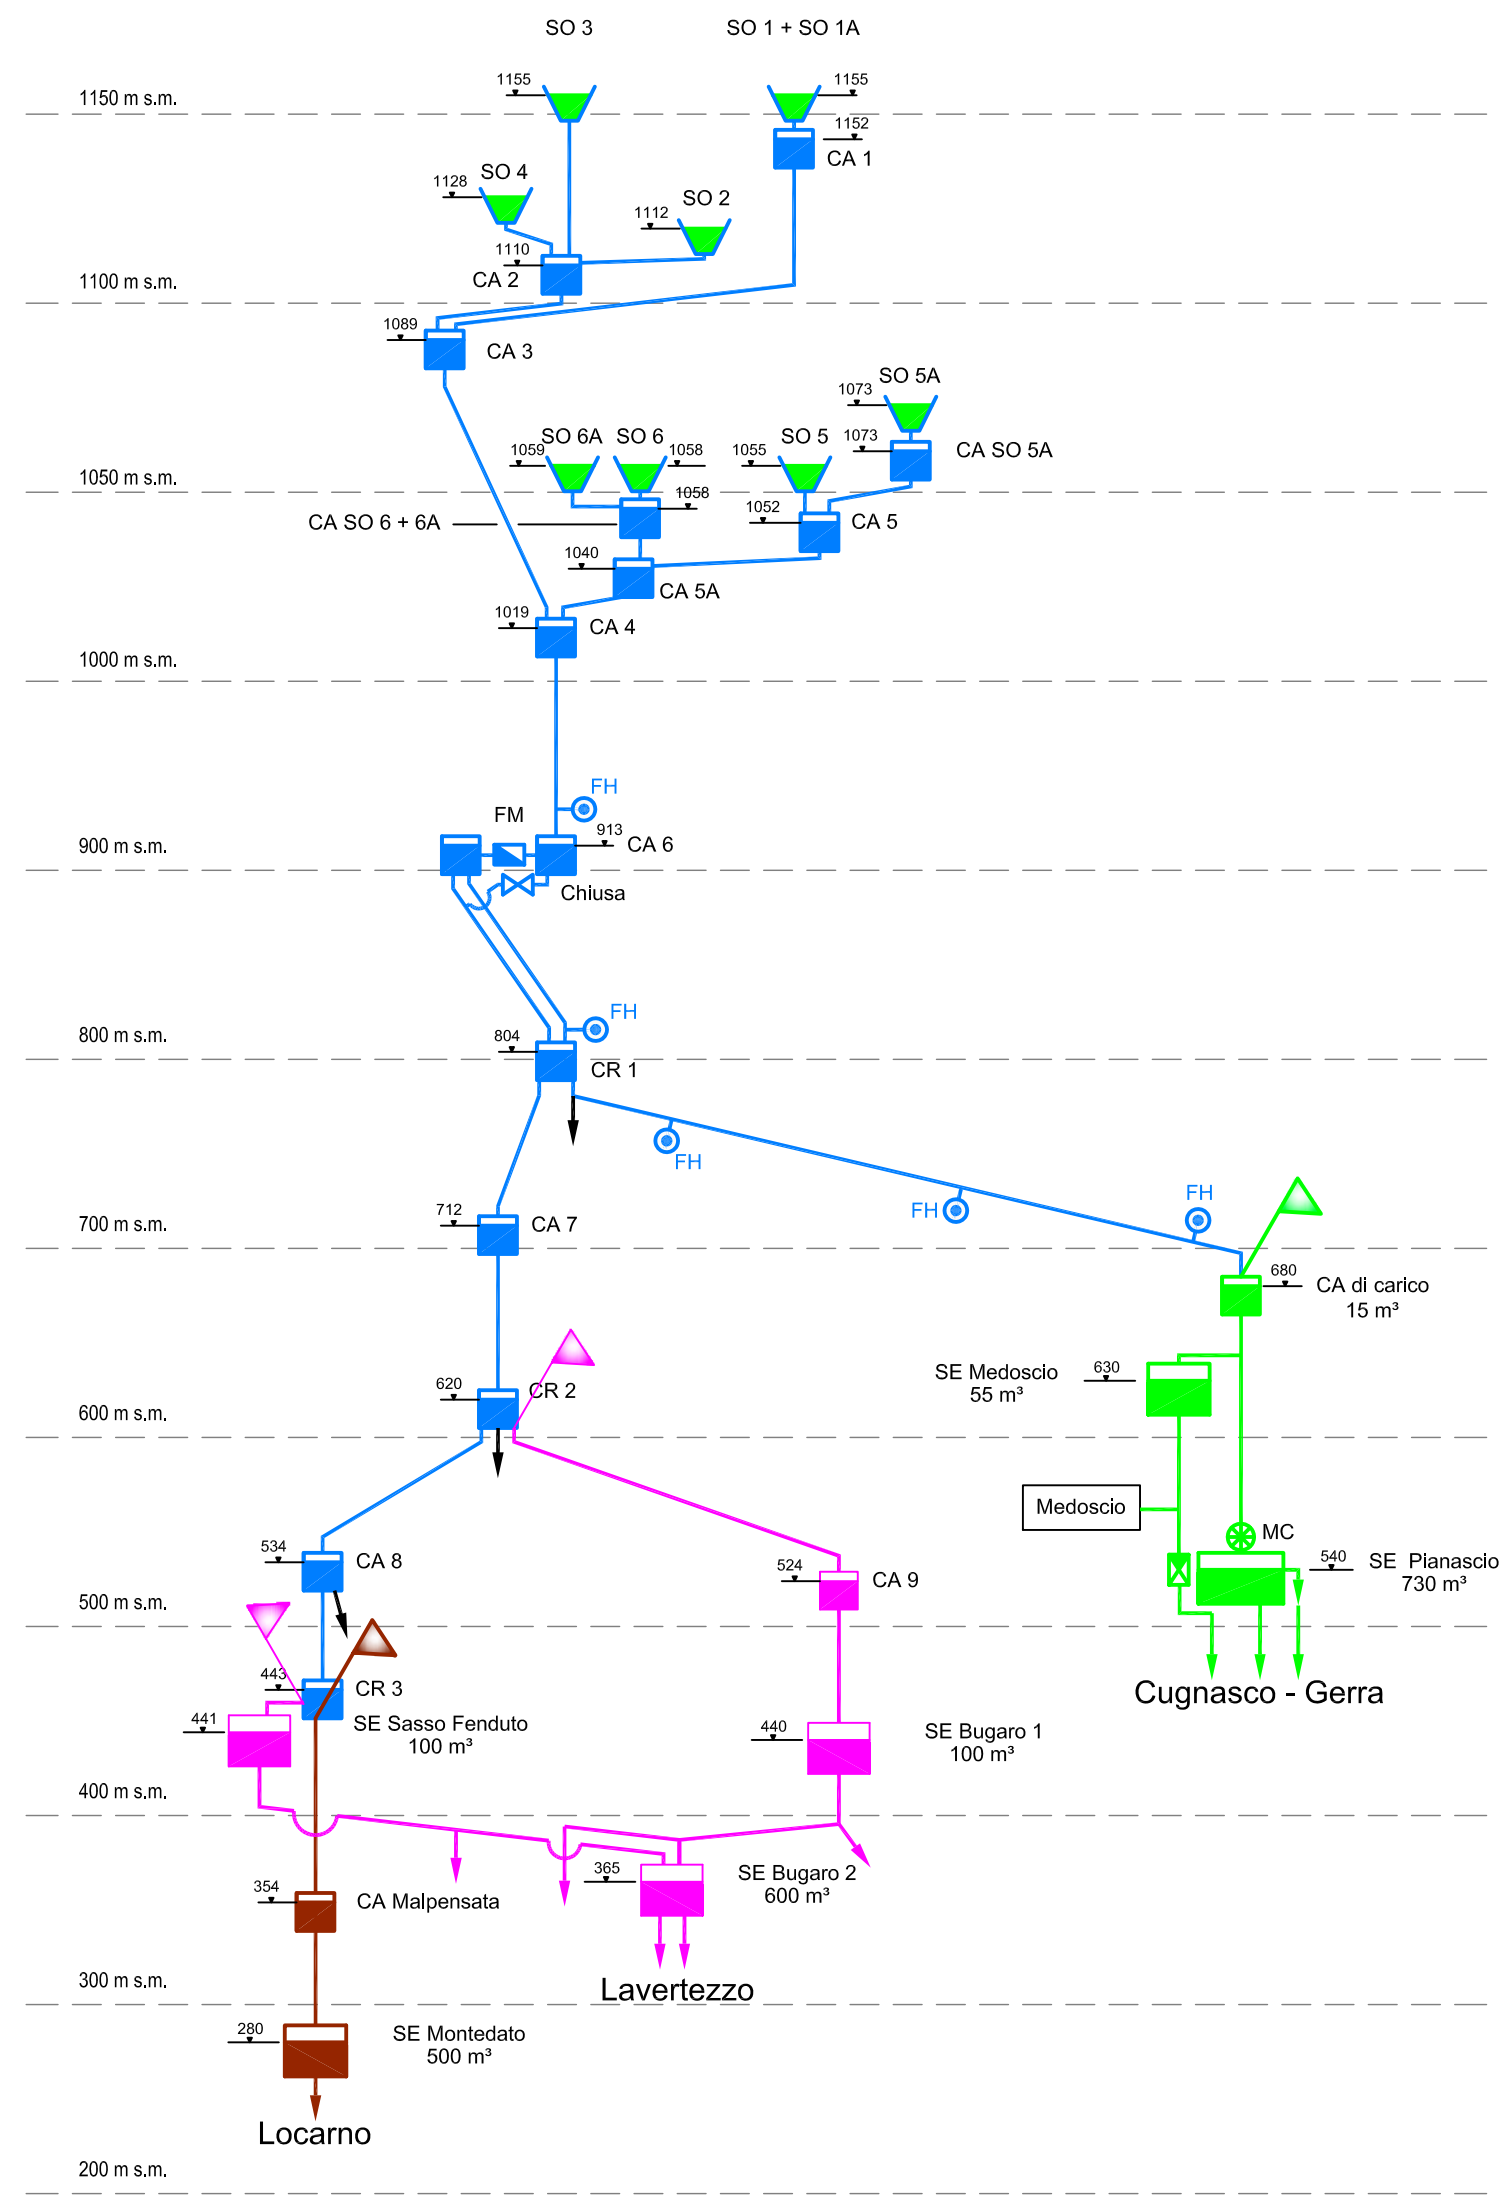 SO 3
SO 1 + SO 1A
1155
1155
1150 m s.m.
1152
CA 1
SO 4
1128
SO 2
1112
1110
CA 2
1100 m s.m.
1089
CA 3
SO 5A
1073
1073
CA SO 5A
SO 6A
SO 6
SO 5
1059
1058
1055
1050 m s.m.
1058
CA SO 6 + 6A
1052
CA 5
1040
CA 5A
1019
CA 4
1000 m s.m.
FH
FM
913
CA 6
900 m s.m.
Chiusa
FH
804
800 m s.m.
CR 1
FH
FH
FH
712
CA 7
700 m s.m.
680
CA di carico
15 m³
SE Medoscio
55 m³
630
620
CR 2
600 m s.m.
Medoscio
MC
534
CA 8
540
SE Pianascio
730 m³
524
CA 9
500 m s.m.
443
CR 3
Cugnasco - Gerra
441
SE Sasso Fenduto
100 m³
440
SE Bugaro 1
100 m³
400 m s.m.
365
SE Bugaro 2
600 m³
354
CA Malpensata
300 m s.m.
Lavertezzo
280
SE Montedato
500 m³
Locarno
200 m s.m.